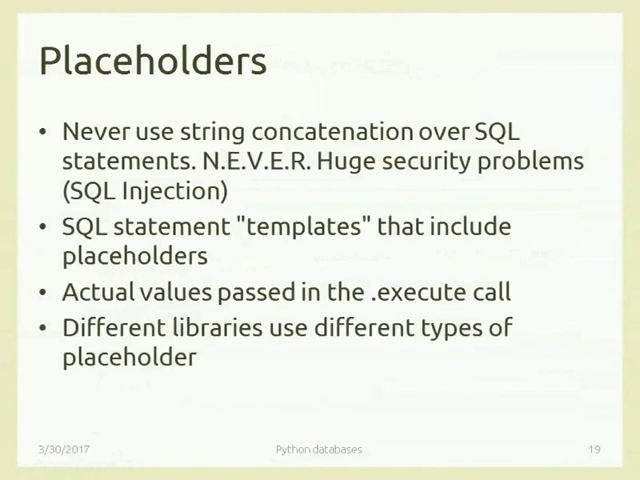 Placeholders
• Never use string concatenation over SQL
statements. N.E.V.E.R. Huge security problems
(SQL Injection)
• SQL statement "templates" that include
placeholders
• Actual values passed in the .execute call
• Different libraries use different types of
placeholder
3/30/2017 Python databases 19